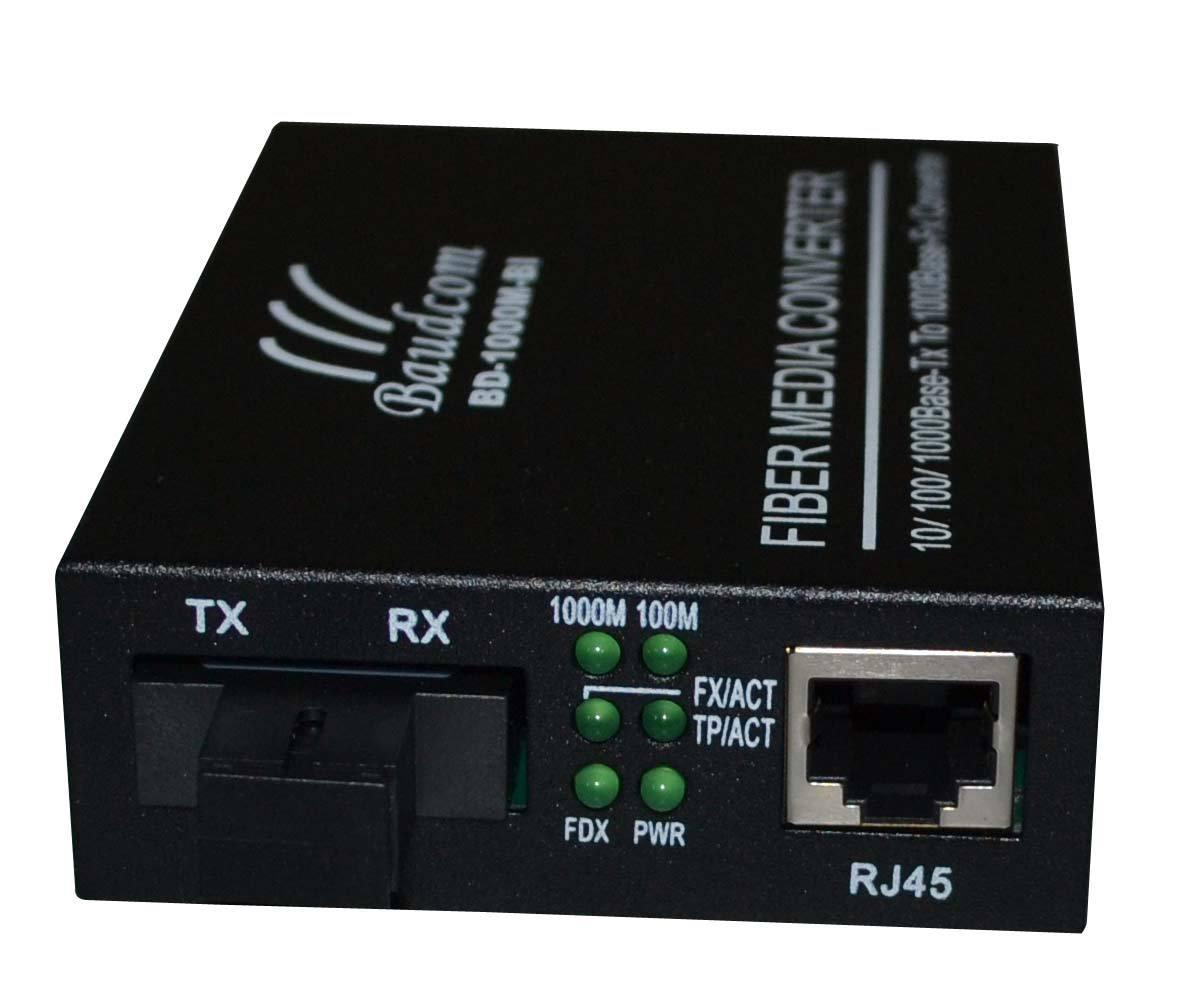 Baudcom
BD-1000M-BI
FIBER MEDIA CONVERTER
10/100/1000Base-Tx To 1000Base-Fx Converter
TX RX
1000M 100M
FX/ACT
TP/ACT
FDX PWR
RJ45